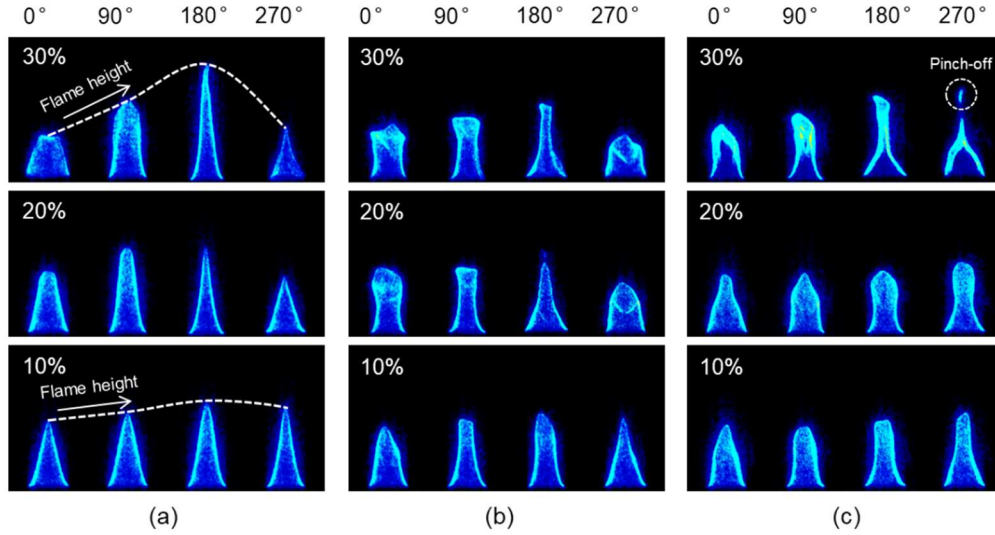 0° 90° 180° 270° 0° 90° 180° 270° 0° 90° 180° 270°
30% 30% 30%
Flame height
Pinch-off
20% 20% 20%
10% 10% 10%
Flame height
(a) (b) (c)